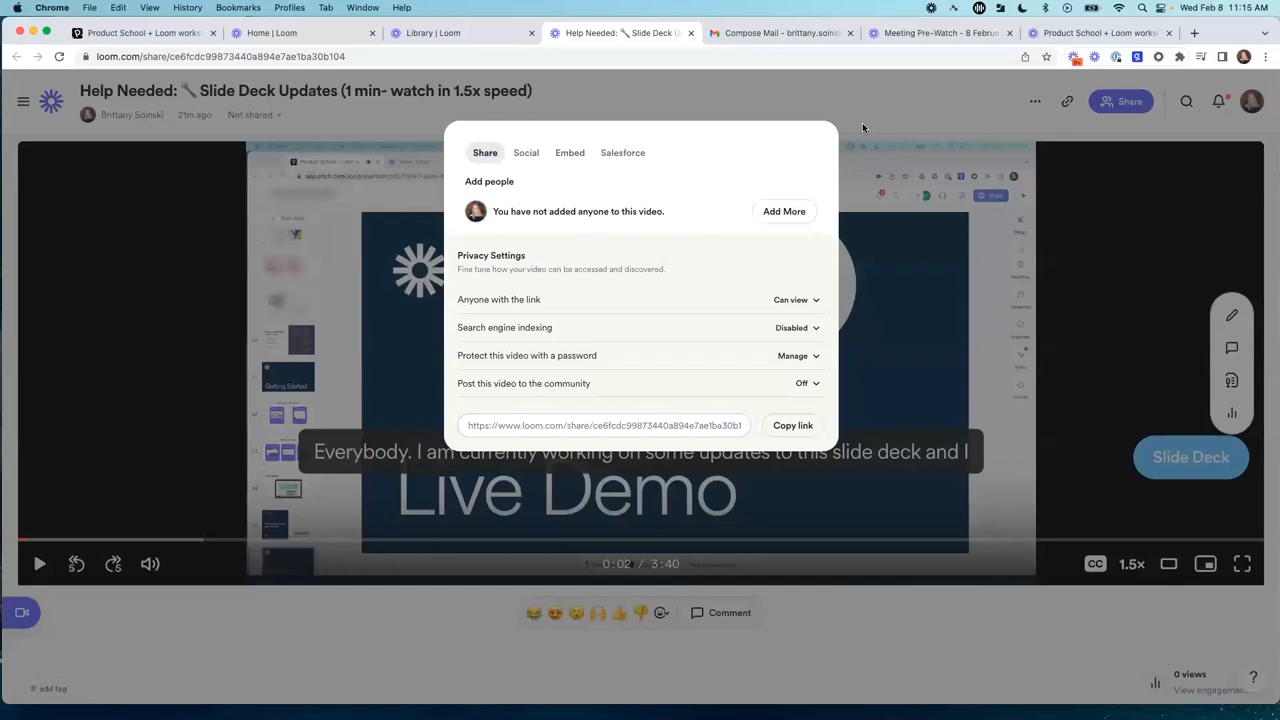 Chrome File Edit View History Bookmarks Profiles Tab Window Help Wed Feb 8 11:15 AM
Product School + Loom works Home | Loom Library | Loom Help Needed: 🔧 Slide Deck U Compose Mail - brittany.soinsk Meeting Pre-Watch - 8 Februa Product School + Loom works
loom.com/share/ce6fcdc99873440a894e7ae1ba30b104
Help Needed: 🔧 Slide Deck Updates (1 min- watch in 1.5x speed)
Brittany Soinski 21m ago Not shared
Share
Share Social Embed Salesforce
Add people
You have not added anyone to this video. Add More
Privacy Settings
Fine tune how your video can be accessed and discovered.
Anyone with the link Can view
Search engine indexing Disabled
Protect this video with a password Manage
Post this video to the community Off
https://www.loom.com/share/ce6fcdc99873440a894e7ae1ba30b1 Copy link
Getting Started
Everybody. I am currently working on some updates to this slide deck and I
Slide Deck
Live Demo
0:02 / 3:40
CC 1.5x
Comment
# add tag
0 views
View engagement